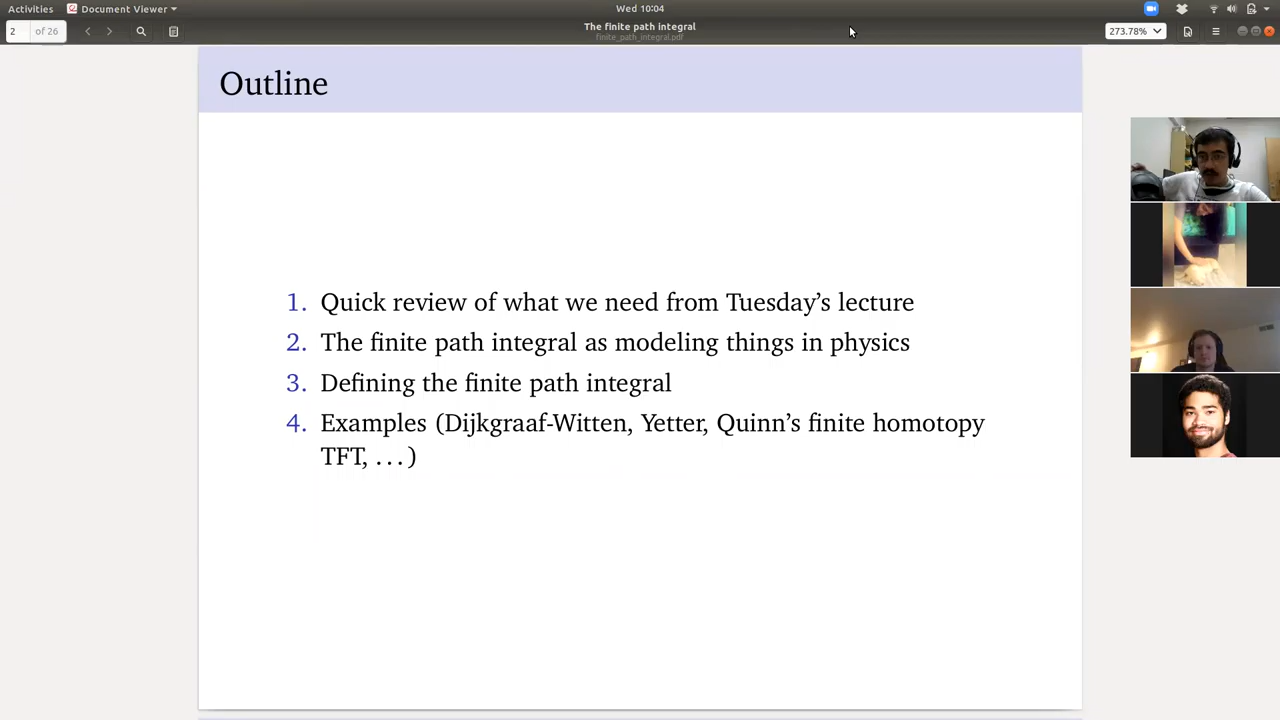 Activities
Document Viewer
Wed 10:04
2
of 26
The finite path integral
finite_path_integral.pdf
273.78%
Outline
1. Quick review of what we need from Tuesday's lecture
2. The finite path integral as modeling things in physics
3. Defining the finite path integral
4. Examples (Dijkgraaf-Witten, Yetter, Quinn's finite homotopy
TFT, ...)